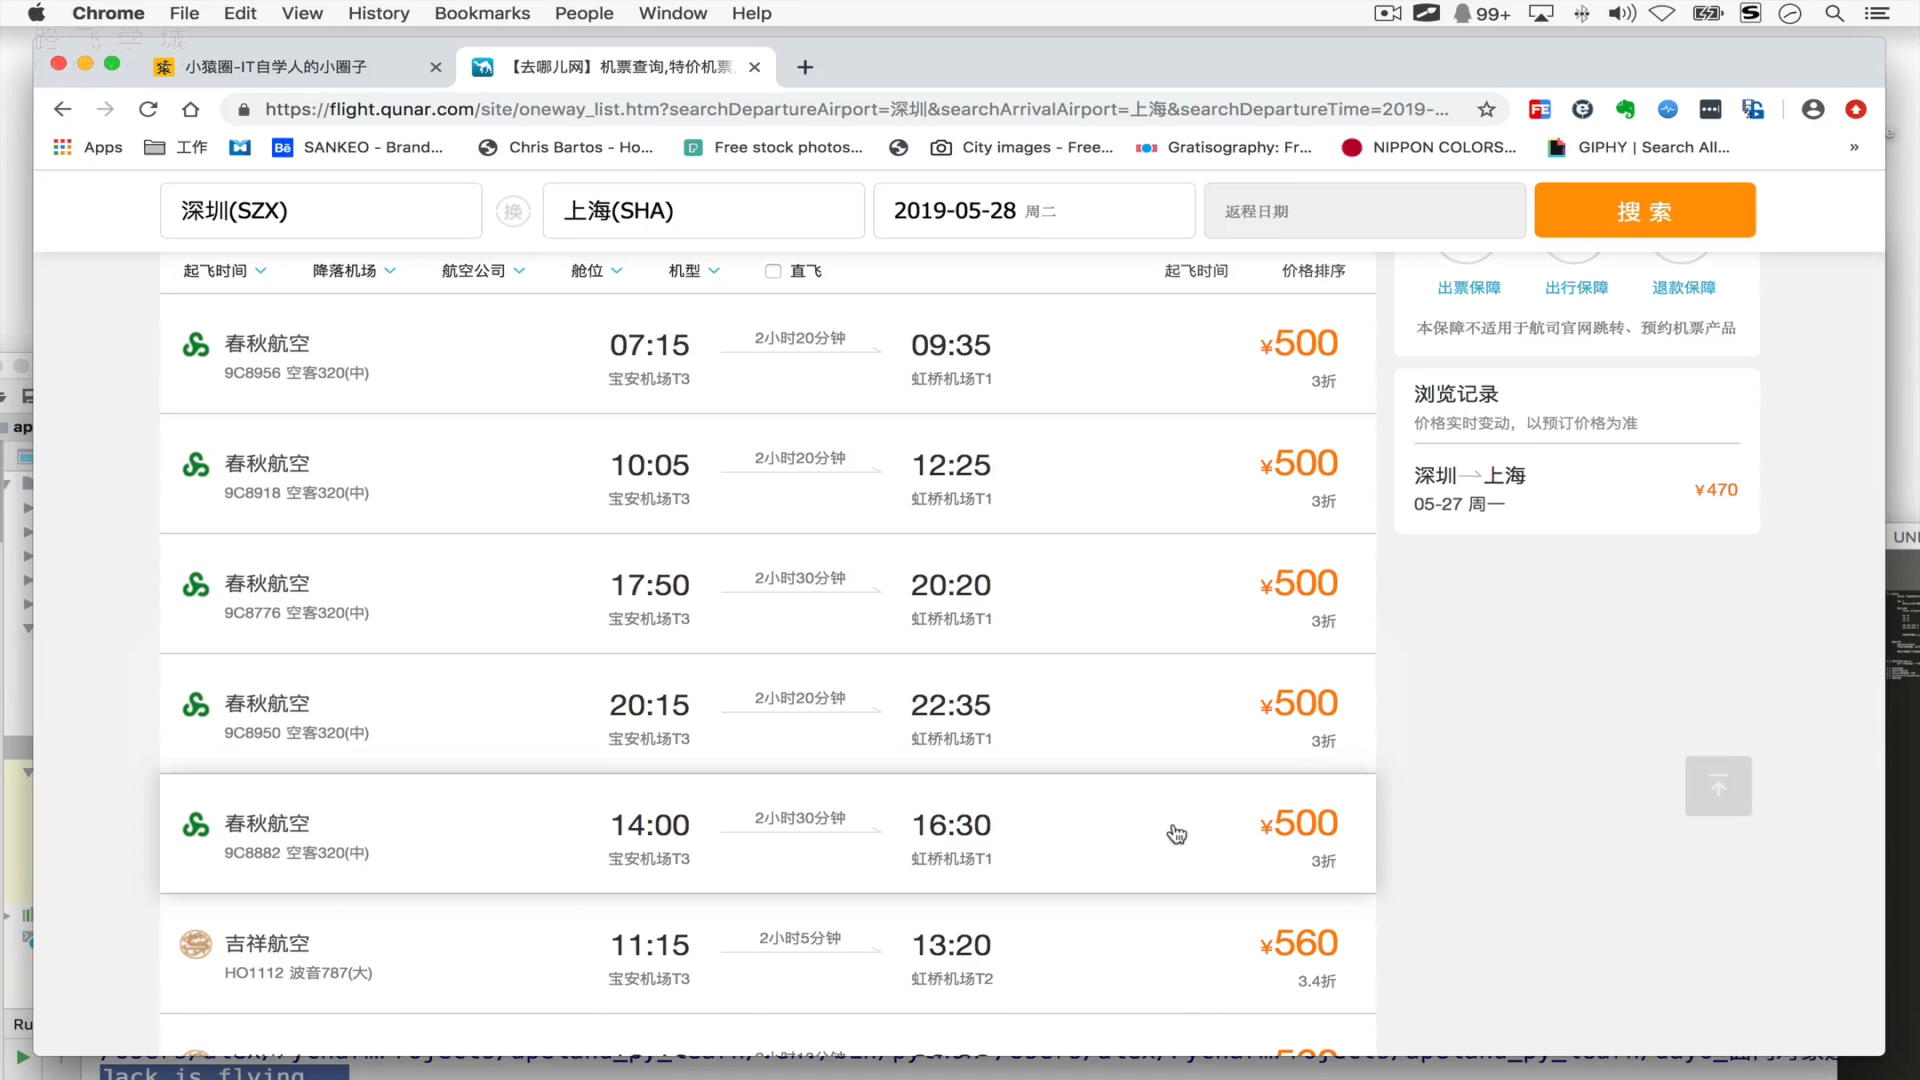 Chrome File Edit View History Bookmarks People Window Help 99+
路飞学城
小猿圈-IT自学人的小圈子
【去哪儿网】机票查询,特价机票,
https://flight.qunar.com/site/oneway_list.htm?searchDepartureAirport=深圳&searchArrivalAirport=上海&searchDepartureTime=2019-...
Apps 工作 SANKEO - Brand... Chris Bartos - Ho... Free stock photos... City images - Free... Gratisography: Fr... NIPPON COLORS... GIPHY | Search All... »
深圳(SZX) 换 上海(SHA) 2019-05-28 周二 返程日期 搜索
起飞时间 降落机场 航空公司 舱位 机型 直飞 起飞时间 价格排序
出票保障 出行保障 退款保障
本保障不适用于航司官网跳转、预约机票产品
春秋航空 07:15 2小时20分钟 09:35 ¥500
9C8956 空客320(中) 宝安机场T3 虹桥机场T1 3折
浏览记录
价格实时变动，以预订价格为准
春秋航空 10:05 2小时20分钟 12:25 ¥500
9C8918 空客320(中) 宝安机场T3 虹桥机场T1 3折
深圳 上海
05-27 周一 ¥470
春秋航空 17:50 2小时30分钟 20:20 ¥500
9C8776 空客320(中) 宝安机场T3 虹桥机场T1 3折
春秋航空 20:15 2小时20分钟 22:35 ¥500
9C8950 空客320(中) 宝安机场T3 虹桥机场T1 3折
春秋航空 14:00 2小时30分钟 16:30 ¥500
9C8882 空客320(中) 宝安机场T3 虹桥机场T1 3折
吉祥航空 11:15 2小时5分钟 13:20 ¥560
HO1112 波音787(大) 宝安机场T3 虹桥机场T2 3.4折
ap
UNI
Ru
Jack is flying